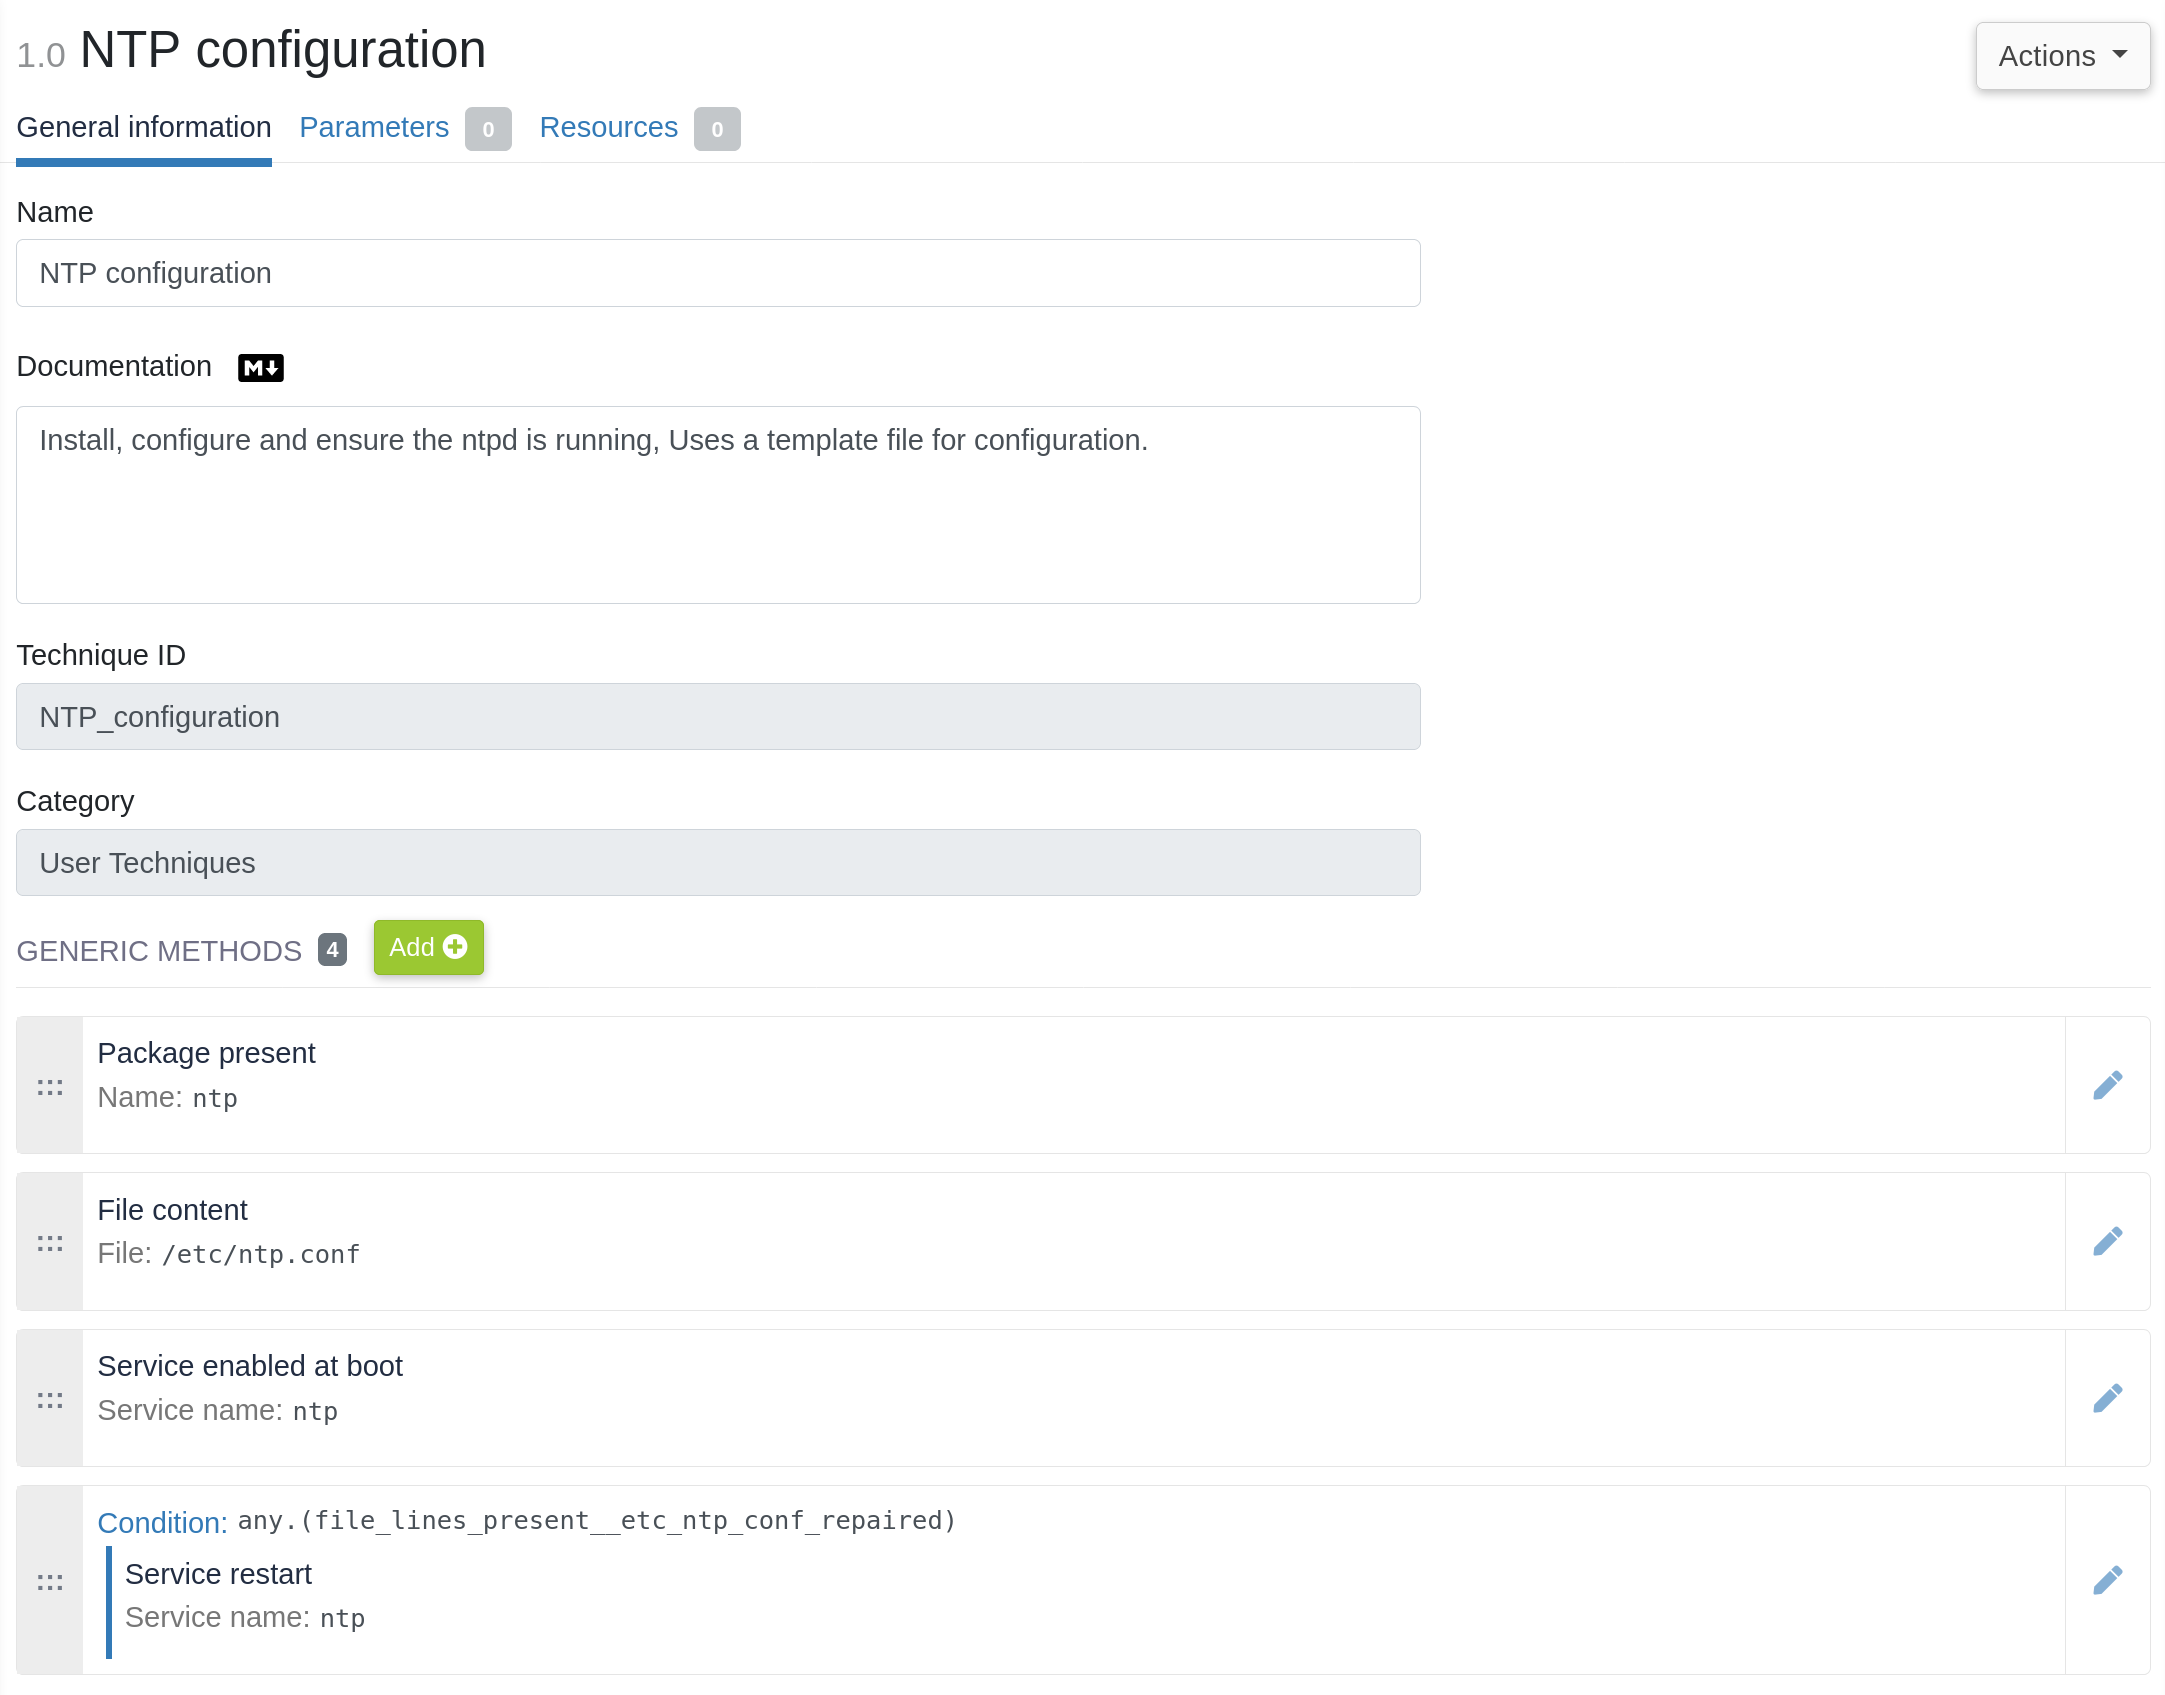 1.0 NTP configuration
Actions
General information Parameters 0 Resources 0
Name
NTP configuration
Documentation M
Install, configure and ensure the ntpd is running, Uses a template file for configuration.
Technique ID
NTP_configuration
Category
User Techniques
GENERIC METHODS 4 Add
Package present
Name: ntp
File content
File: /etc/ntp.conf
Service enabled at boot
Service name: ntp
Condition: any.(file_lines_present__etc_ntp_conf_repaired)
Service restart
Service name: ntp